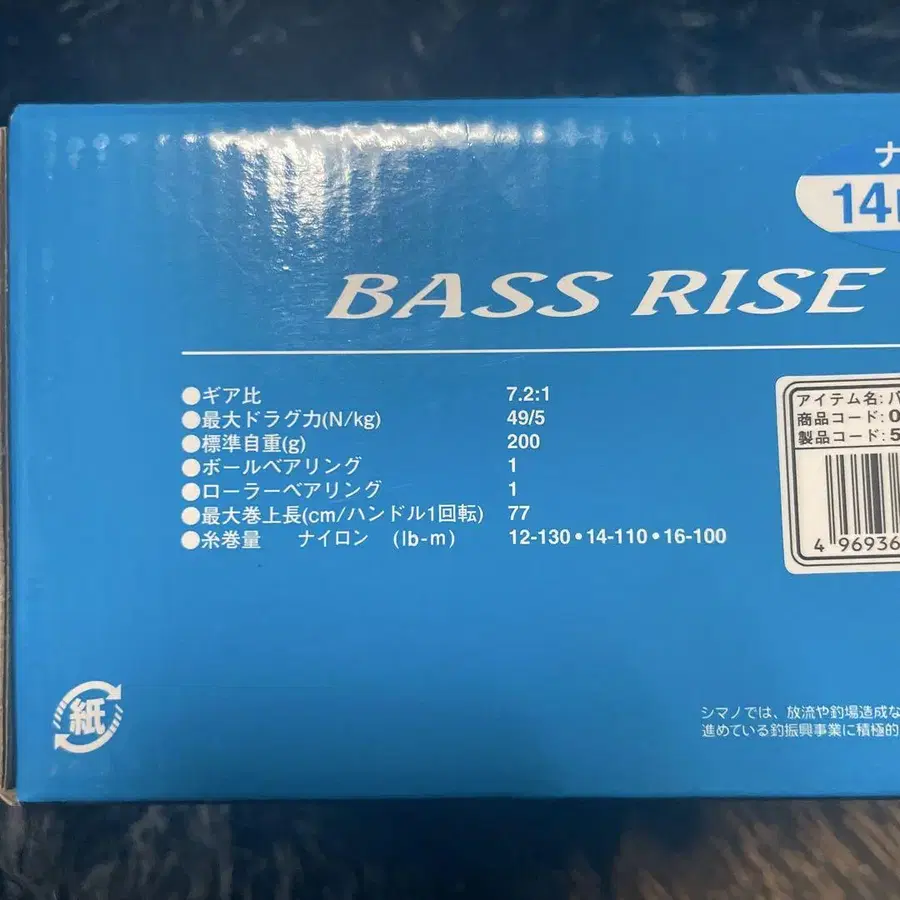 ナ
14
BASS RISE
●ギア比 7.2:1
●最大ドラグ力(N/kg) 49/5
●標準自重(g) 200
●ボールベアリング 1
●ローラーベアリング 1
●最大巻上長(cm/ハンドル1回転) 77
●糸巻量 ナイロン (lb-m) 12-130・14-110・16-100
アイテム名:バ
商品コード:0
製品コード:5
4 969363
紙
シマノでは、放流や釣場造成な
進めている釣振興事業に積極的